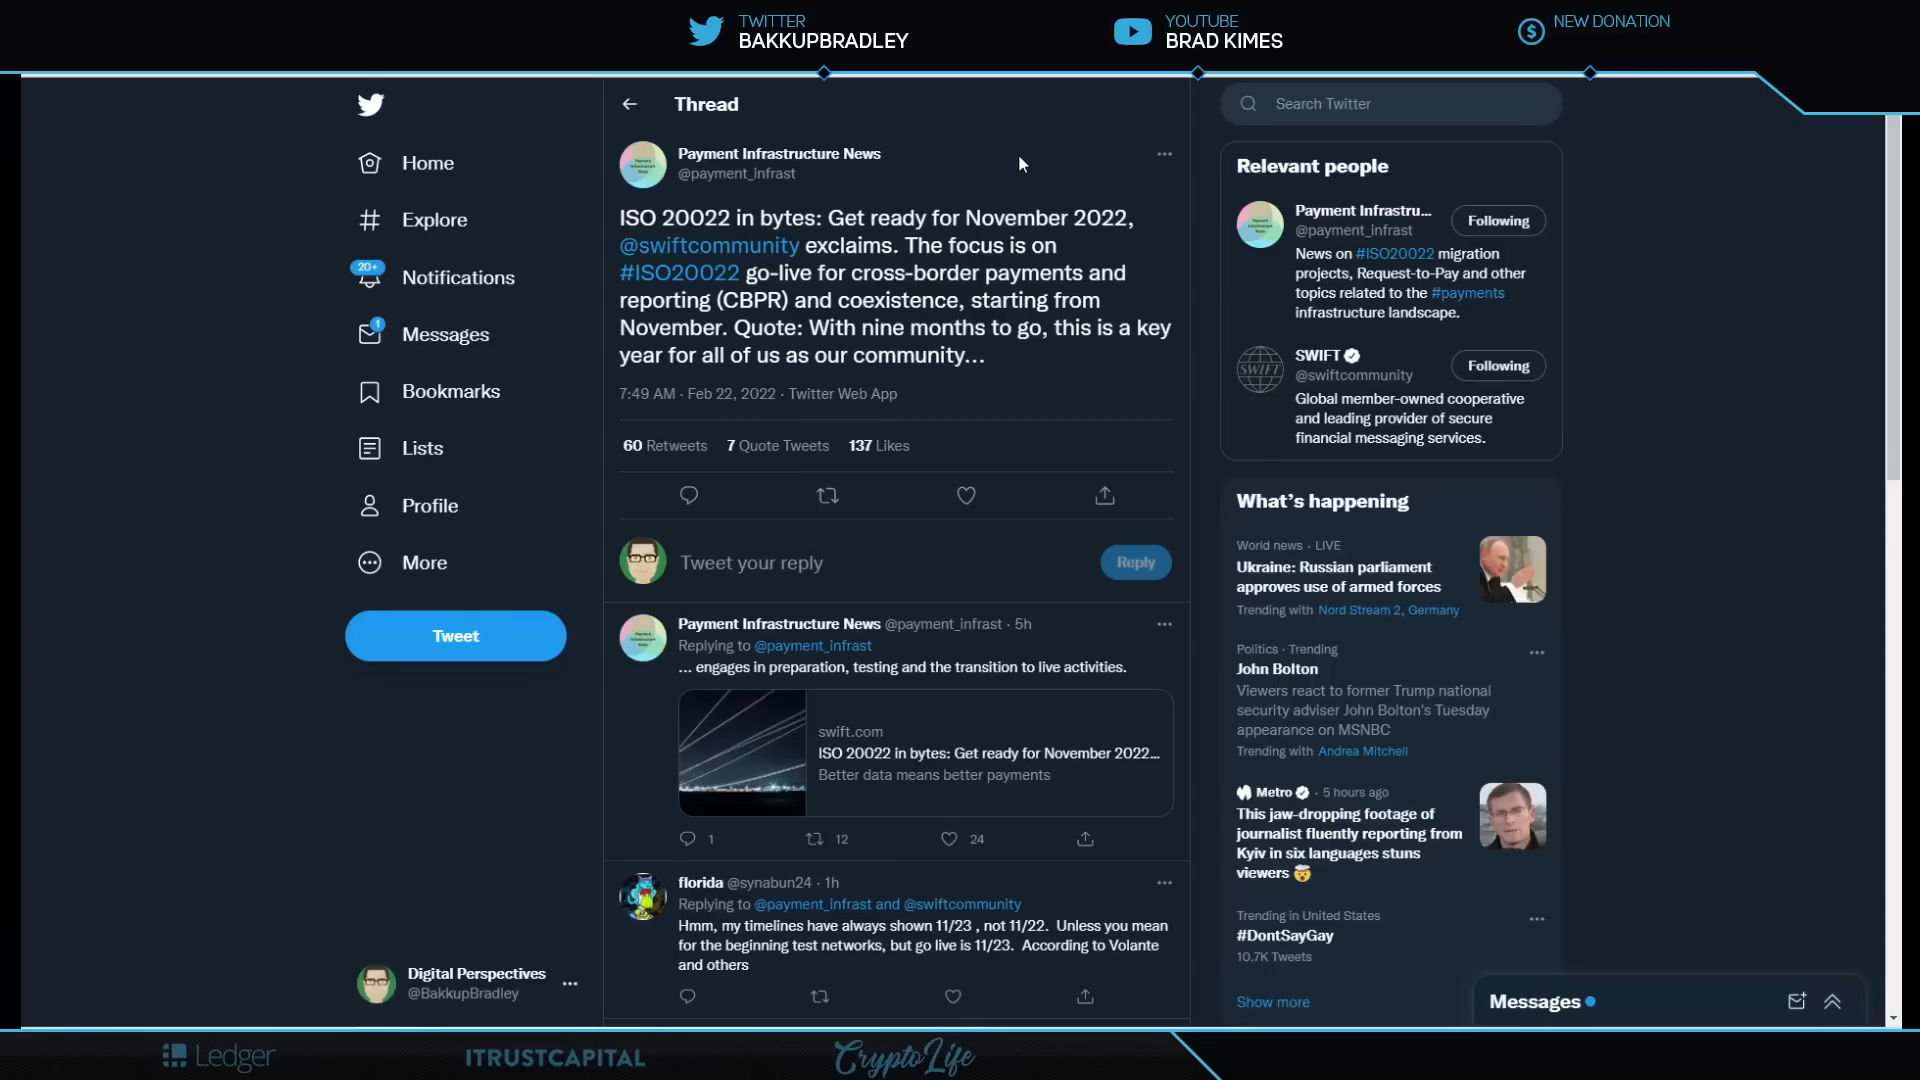 TWITTER
BAKKUPBRADLEY
YOUTUBE
BRAD KIMES
NEW DONATION
Home
Explore
20+
Notifications
1
Messages
Bookmarks
Lists
Profile
More
Tweet
Digital Perspectives
@BakkupBradley
Thread
Payment Infrastructure News
@payment_infrast
ISO 20022 in bytes: Get ready for November 2022,
@swiftcommunity exclaims. The focus is on
#ISO20022 go-live for cross-border payments and
reporting (CBPR) and coexistence, starting from
November. Quote: With nine months to go, this is a key
year for all of us as our community...
7:49 AM · Feb 22, 2022 · Twitter Web App
60 Retweets 7 Quote Tweets 137 Likes
Tweet your reply
Reply
Payment Infrastructure News @payment_infrast · 5h
Replying to @payment_infrast
... engages in preparation, testing and the transition to live activities.
swift.com
ISO 20022 in bytes: Get ready for November 2022...
Better data means better payments
1 12 24
florida @synabun24 · 1h
Replying to @payment_infrast and @swiftcommunity
Hmm, my timelines have always shown 11/23 , not 11/22. Unless you mean
for the beginning test networks, but go live is 11/23. According to Volante
and others
Search Twitter
Relevant people
Payment Infrastru...
@payment_infrast
Following
News on #ISO20022 migration
projects, Request-to-Pay and other
topics related to the #payments
infrastructure landscape.
SWIFT
@swiftcommunity
Following
SWIFT
Global member-owned cooperative
and leading provider of secure
financial messaging services.
What's happening
World news · LIVE
Ukraine: Russian parliament
approves use of armed forces
Trending with Nord Stream 2, Germany
Politics · Trending
John Bolton
Viewers react to former Trump national
security adviser John Bolton's Tuesday
appearance on MSNBC
Trending with Andrea Mitchell
Metro · 5 hours ago
This jaw-dropping footage of
journalist fluently reporting from
Kyiv in six languages stuns
viewers 🤯
Trending in United States
#DontSayGay
10.7K Tweets
Show more
Messages
Ledger
ITRUSTCAPITAL
CryptoLife